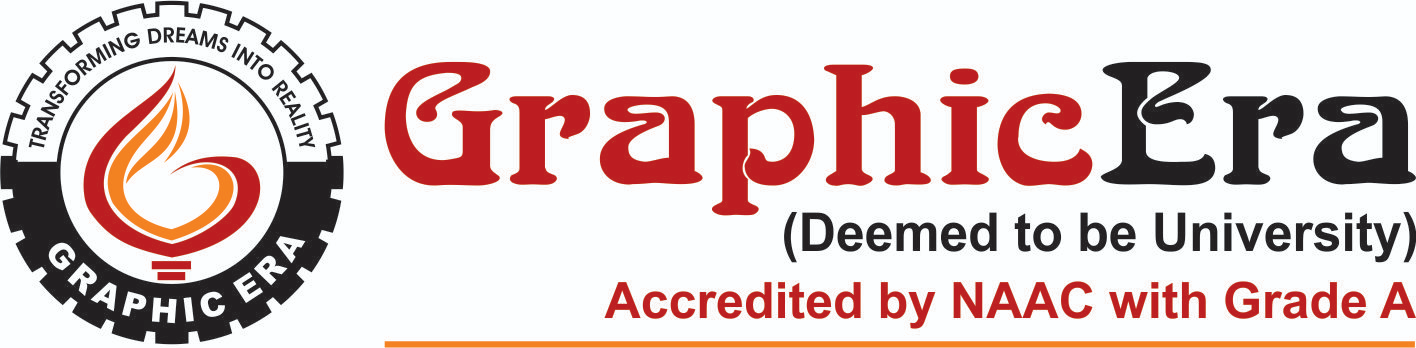 TRANSFORMING DREAMS INTO REALITY
GRAPHIC ERA
GraphicEra
(Deemed to be University)
Accredited by NAAC with Grade A